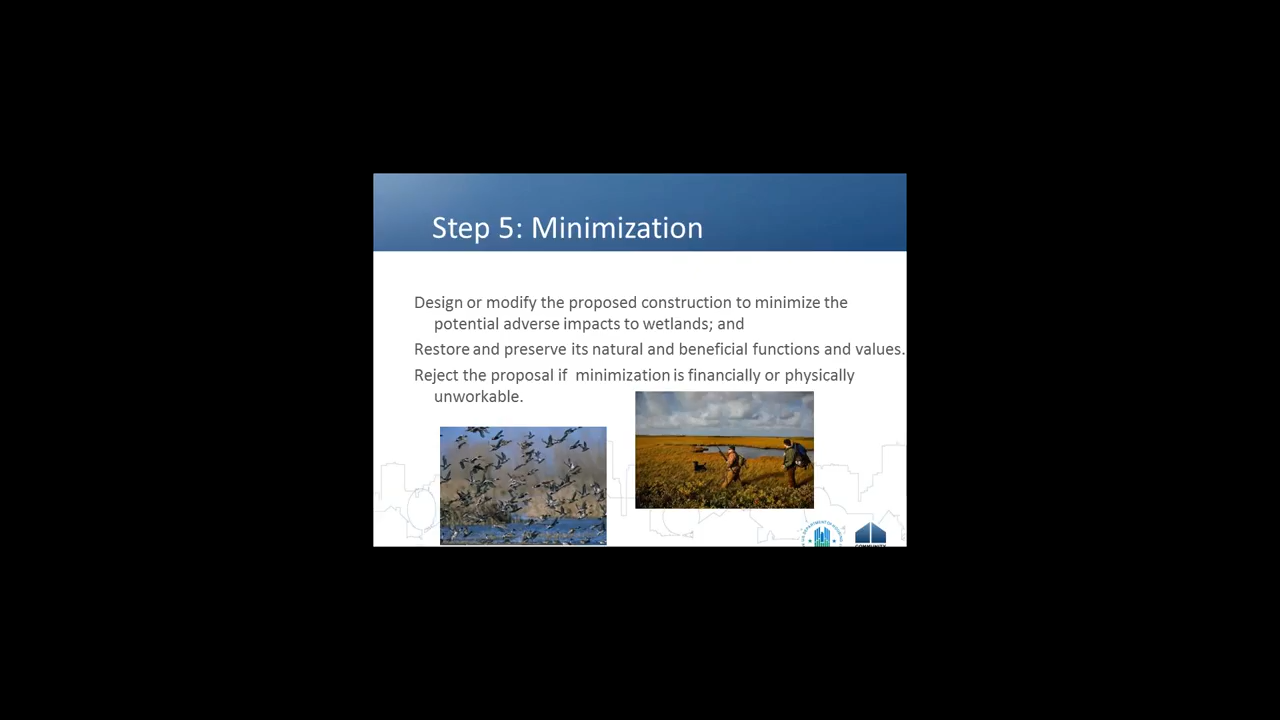 Step 5: Minimization
Design or modify the proposed construction to minimize the
potential adverse impacts to wetlands; and
Restore and preserve its natural and beneficial functions and values.
Reject the proposal if minimization is financially or physically
unworkable.
COMMUNITY